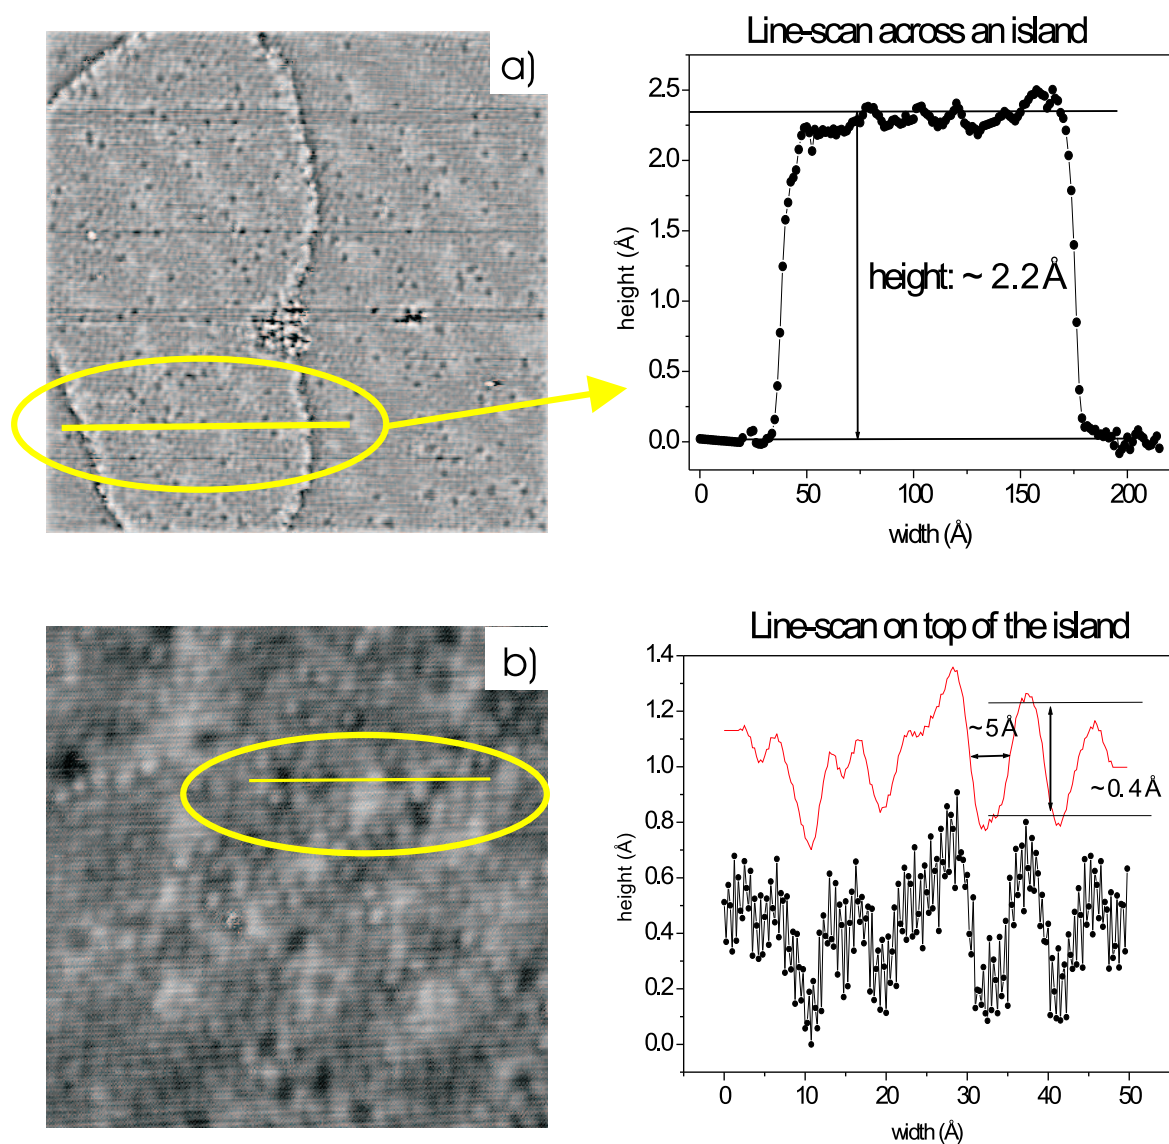 a)
Line-scan across an island
2.5
2.0
1.5
1.0
0.5
0.0
height (Å)
height: ~ 2.2 Å
0 50 100 150 200
width (Å)
b)
Line-scan on top of the island
1.4
1.2
1.0
0.8
0.6
0.4
0.2
0.0
height (Å)
~5 Å
~0.4 Å
0 10 20 30 40 50
width (Å)